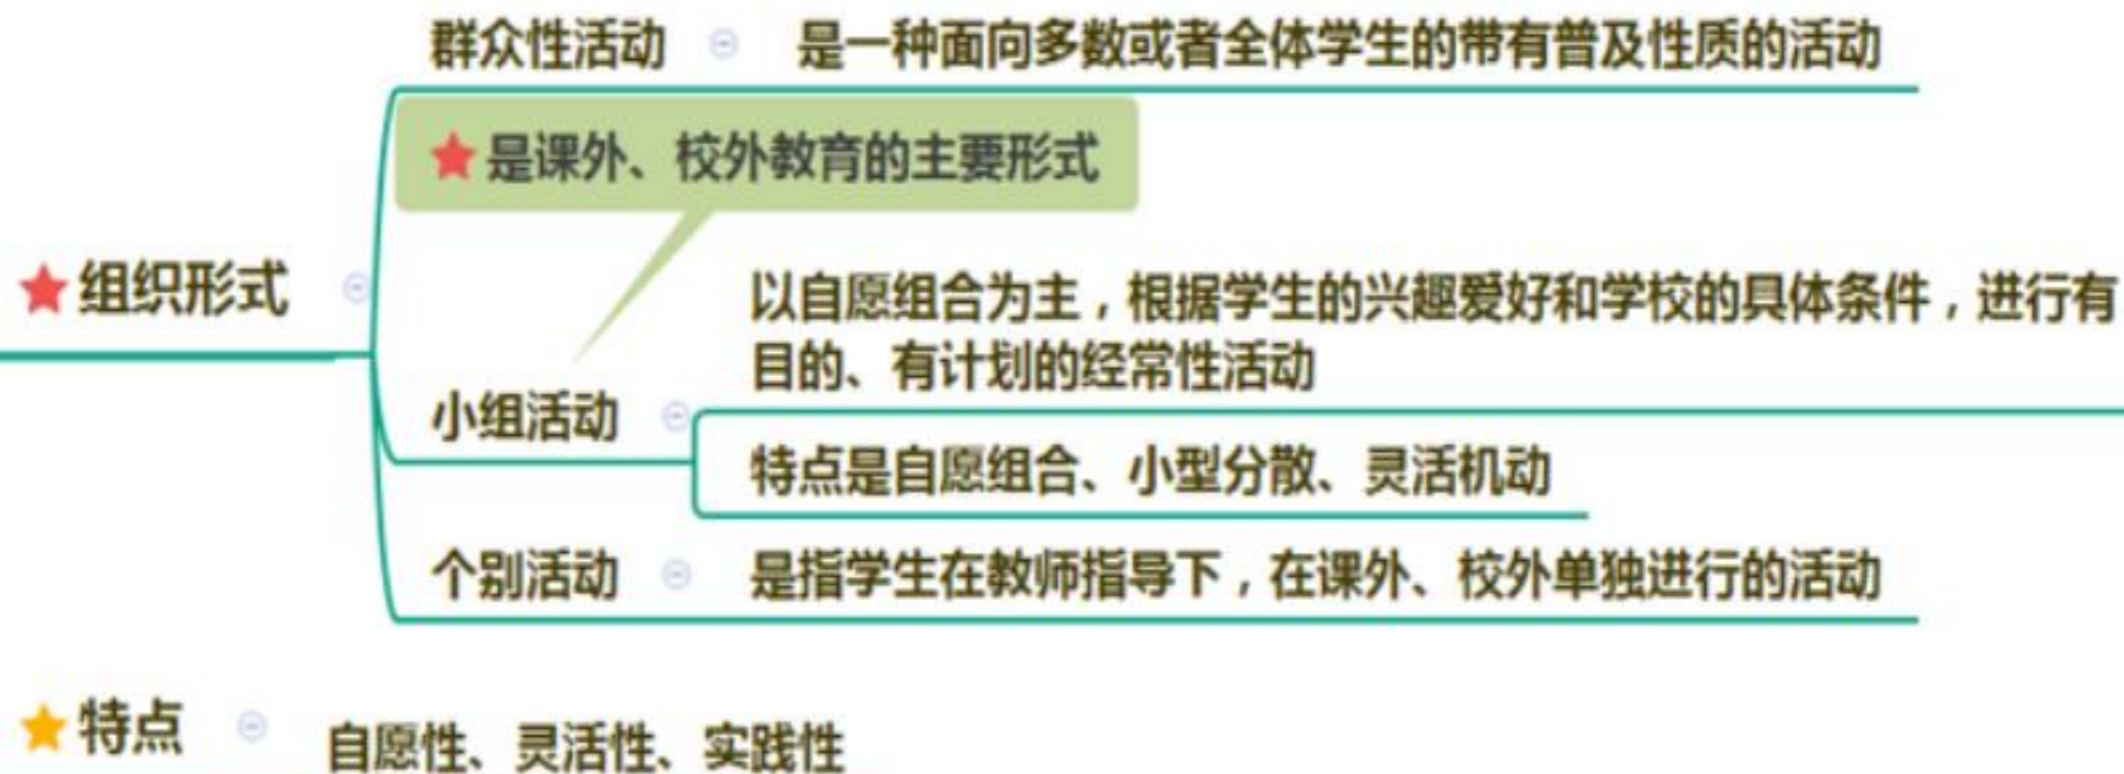 群众性活动 是一种面向多数或者全体学生的带有普及性质的活动
是课外、校外教育的主要形式
组织形式
以自愿组合为主，根据学生的兴趣爱好和学校的具体条件，进行有
目的、有计划的经常性活动
小组活动
特点是自愿组合、小型分散、灵活机动
个别活动 是指学生在教师指导下，在课外、校外单独进行的活动
特点 自愿性、灵活性、实践性